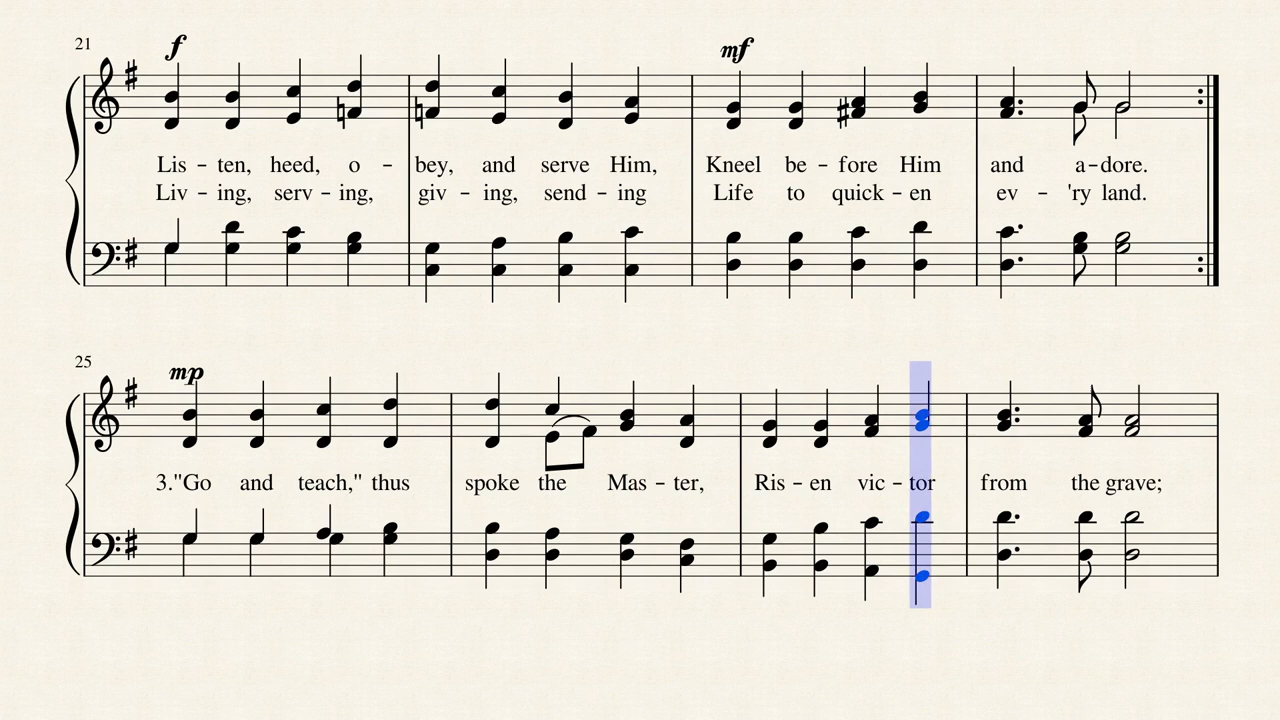 21
f
mf
Lis – ten, heed, o – bey, and serve Him, Kneel be – fore Him and a – dore.
Liv – ing, serv – ing, giv – ing, send – ing Life to quick – en ev – 'ry land.
25
mp
3."Go and teach," thus spoke the Mas – ter, Ris – en vic – tor from the grave;